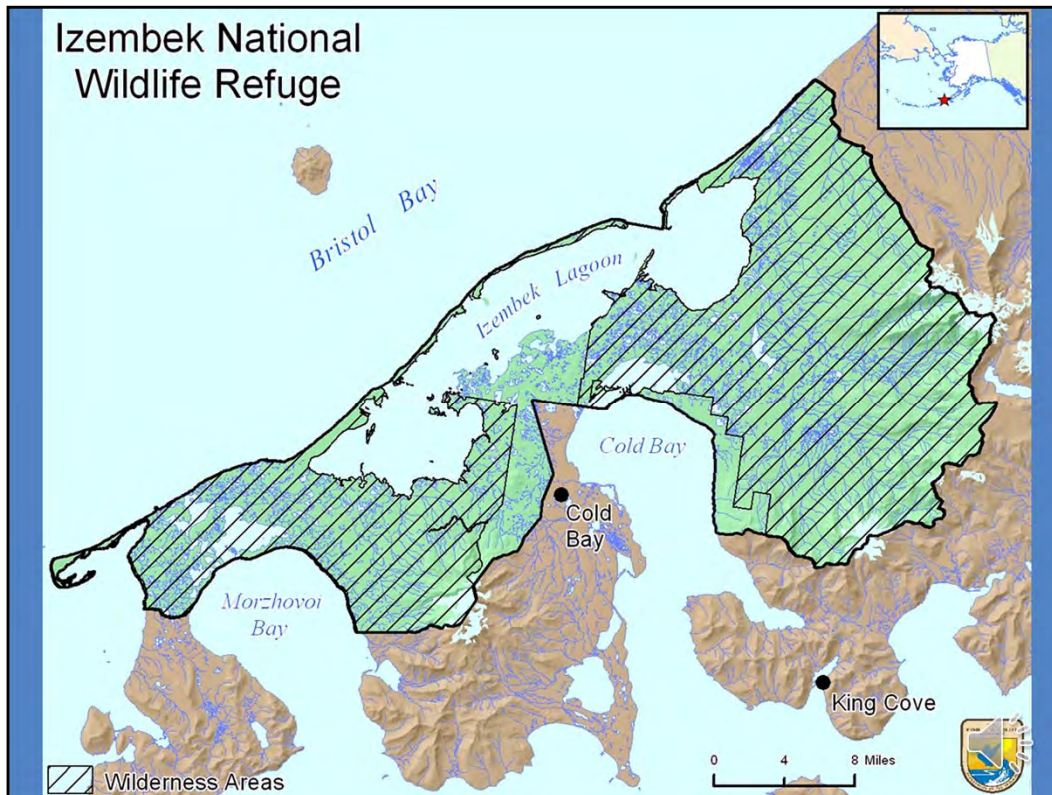 Izembek National
Wildlife Refuge
Bristol Bay
Izembek Lagoon
Cold Bay
Cold
Bay
Morzhovoi
Bay
King Cove
Wilderness Areas
0 4 8 Miles